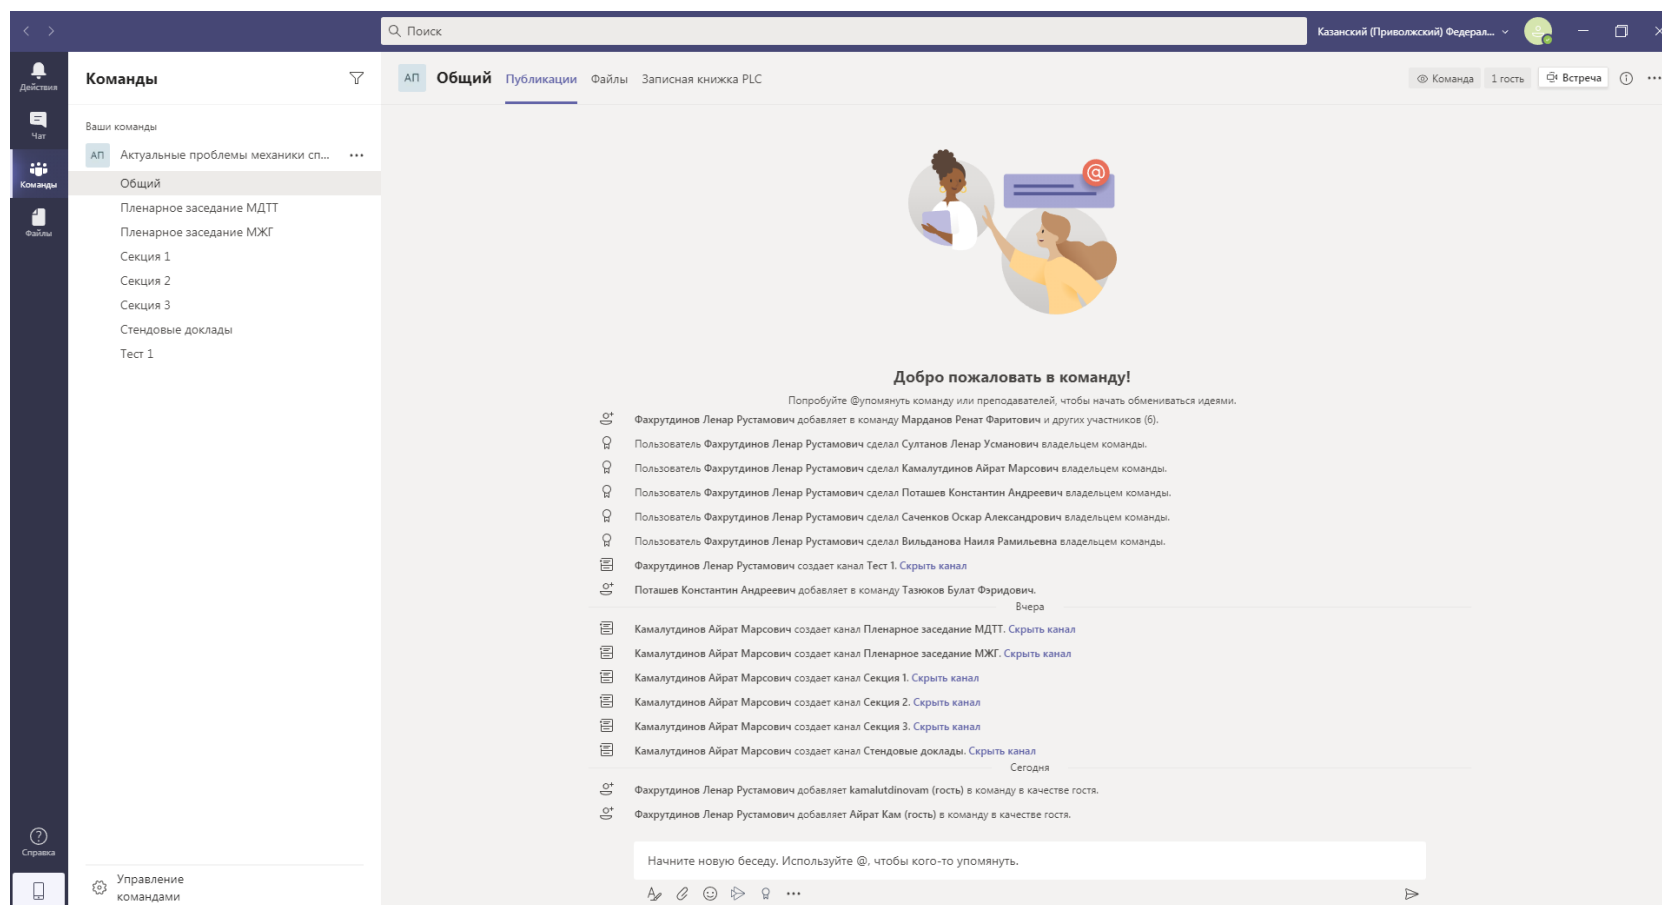 Поиск
Казанский (Приволжский) Федерал...
Действия
Чат
Команды
Файлы
Справка
Команды
Ваши команды
АП Актуальные проблемы механики сп... •••
Общий
Пленарное заседание МДТТ
Пленарное заседание МЖГ
Секция 1
Секция 2
Секция 3
Стендовые доклады
Тест 1
Управление
командами
АП Общий Публикации Файлы Записная книжка PLC
Команда 1 гость Встреча
@
Добро пожаловать в команду!
Попробуйте @упомянуть команду или преподавателей, чтобы начать обмениваться идеями.
Фахрутдинов Ленар Рустамович добавляет в команду Марданов Ренат Фаритович и других участников (6).
Пользователь Фахрутдинов Ленар Рустамович сделал Султанов Ленар Усманович владельцем команды.
Пользователь Фахрутдинов Ленар Рустамович сделал Камалутдинов Айрат Марсович владельцем команды.
Пользователь Фахрутдинов Ленар Рустамович сделал Поташев Константин Андреевич владельцем команды.
Пользователь Фахрутдинов Ленар Рустамович сделал Саченков Оскар Александрович владельцем команды.
Пользователь Фахрутдинов Ленар Рустамович сделал Вильданова Наиля Рамильевна владельцем команды.
Фахрутдинов Ленар Рустамович создает канал Тест 1. Скрыть канал
Поташев Константин Андреевич добавляет в команду Тазюков Булат Фэридович.
Вчера
Камалутдинов Айрат Марсович создает канал Пленарное заседание МДТТ. Скрыть канал
Камалутдинов Айрат Марсович создает канал Пленарное заседание МЖГ. Скрыть канал
Камалутдинов Айрат Марсович создает канал Секция 1. Скрыть канал
Камалутдинов Айрат Марсович создает канал Секция 2. Скрыть канал
Камалутдинов Айрат Марсович создает канал Секция 3. Скрыть канал
Камалутдинов Айрат Марсович создает канал Стендовые доклады. Скрыть канал
Сегодня
Фахрутдинов Ленар Рустамович добавляет kamalutdinovam (гость) в команду в качестве гостя.
Фахрутдинов Ленар Рустамович добавляет Айрат Кам (гость) в команду в качестве гостя.
Начните новую беседу. Используйте @, чтобы кого-то упомянуть.